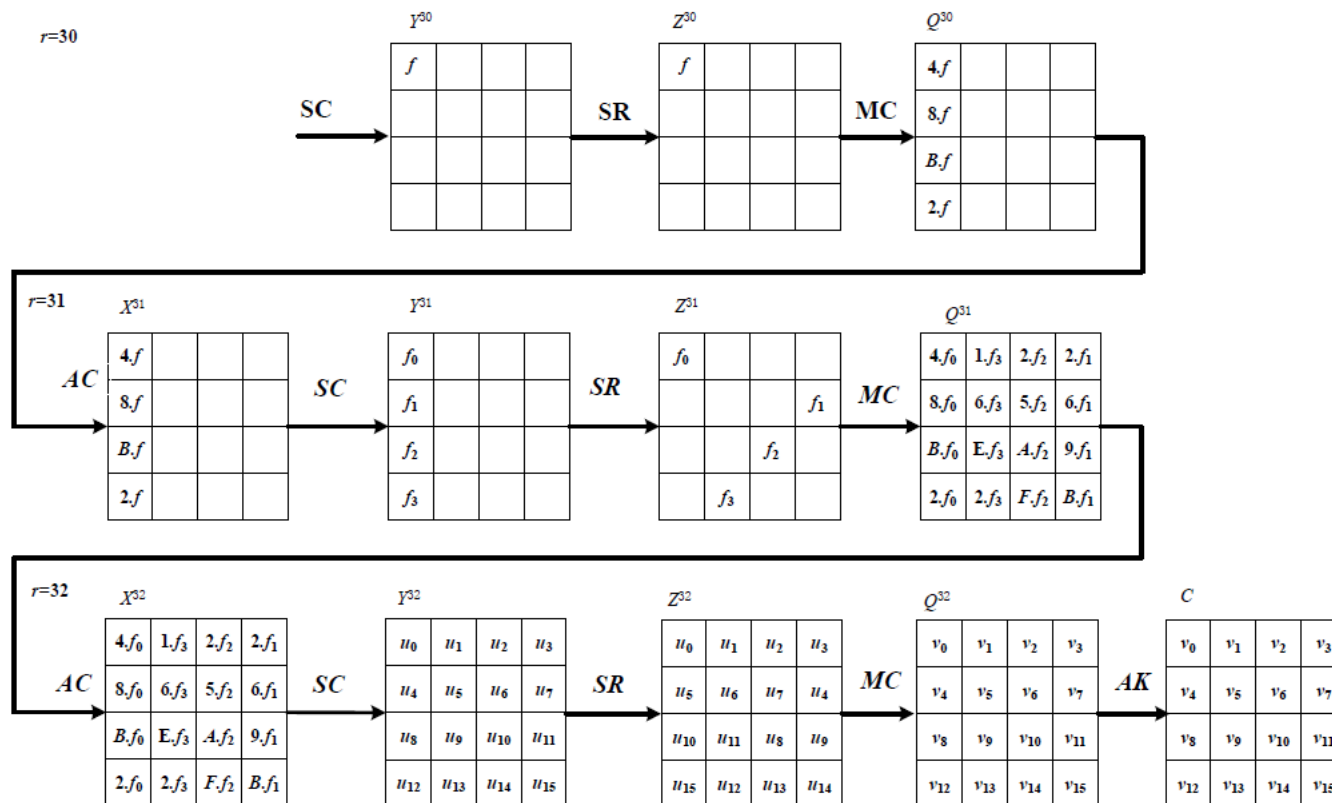 Y³⁰ Z³⁰ Q³⁰
r=30
f f 4.f
SC SR MC 8.f
B.f
2.f
r=31 X³¹ Y³¹ Z³¹ Q³¹
4.f f₀ f₀ 4.f₀ 1.f₃ 2.f₂ 2.f₁
AC 8.f SC f₁ SR f₁ MC 8.f₀ 6.f₃ 5.f₂ 6.f₁
B.f f₂ f₂ B.f₀ E.f₃ A.f₂ 9.f₁
2.f f₃ f₃ 2.f₀ 2.f₃ F.f₂ B.f₁
r=32 X³² Y³² Z³² Q³² C
4.f₀ 1.f₃ 2.f₂ 2.f₁ u₀ u₁ u₂ u₃ u₀ u₁ u₂ u₃ v₀ v₁ v₂ v₃ v₀ v₁ v₂ v₃
AC 8.f₀ 6.f₃ 5.f₂ 6.f₁ SC u₄ u₅ u₆ u₇ SR u₅ u₆ u₇ u₄ MC v₄ v₅ v₆ v₇ AK v₄ v₅ v₆ v₇
B.f₀ E.f₃ A.f₂ 9.f₁ u₈ u₉ u₁₀ u₁₁ u₁₀ u₁₁ u₈ u₉ v₈ v₉ v₁₀ v₁₁ v₈ v₉ v₁₀ v₁₁
2.f₀ 2.f₃ F.f₂ B.f₁ u₁₂ u₁₃ u₁₄ u₁₅ u₁₅ u₁₂ u₁₃ u₁₄ v₁₂ v₁₃ v₁₄ v₁₅ v₁₂ v₁₃ v₁₄ v₁₅